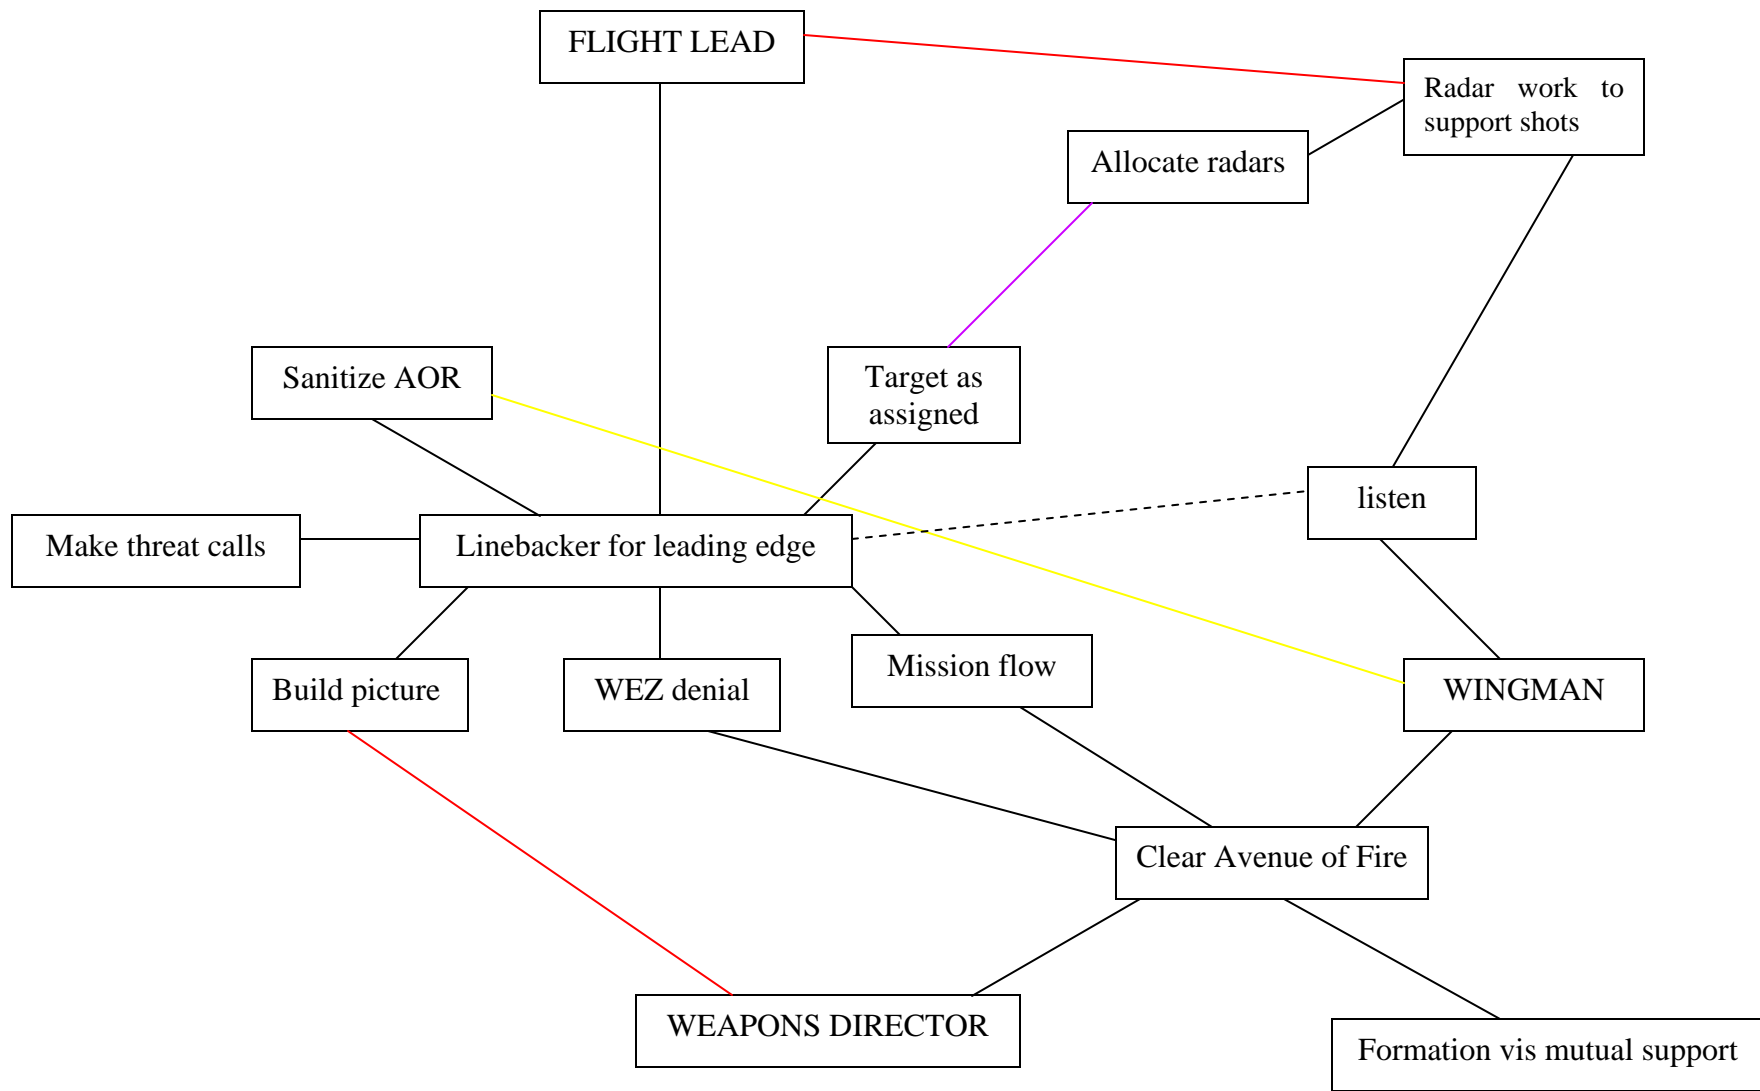 FLIGHT LEAD
Radar work to
support shots
Allocate radars
Sanitize AOR
Target as
assigned
listen
Make threat calls
Linebacker for leading edge
Mission flow
Build picture
WEZ denial
WINGMAN
Clear Avenue of Fire
WEAPONS DIRECTOR
Formation vis mutual support